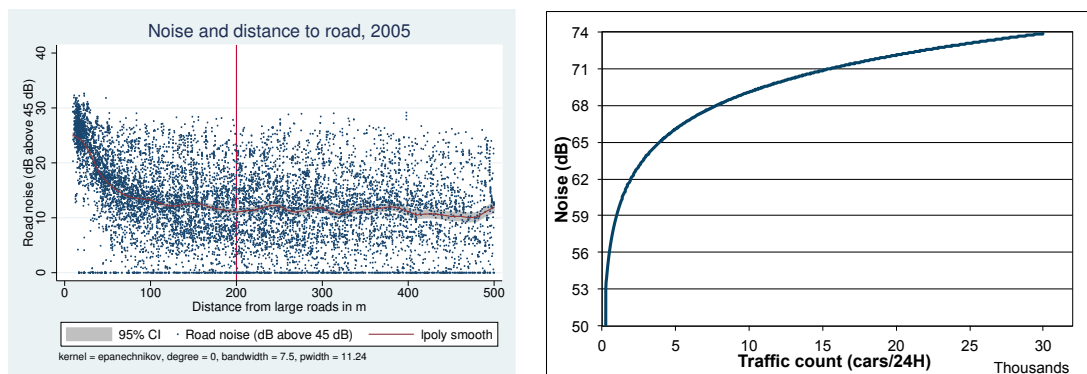 Noise and distance to road, 2005
Road noise (dB above 45 dB)
40
30
20
10
0
0 100 200 300 400 500
Distance from large roads in m
95% CI Road noise (dB above 45 dB) lpoly smooth
kernel = epanechnikov, degree = 0, bandwidth = 7.5, pwidth = 11.24
Noise (dB)
74
71
68
65
62
59
56
53
50
0 5 10 15 20 25 30
Traffic count (cars/24H)
Thousands